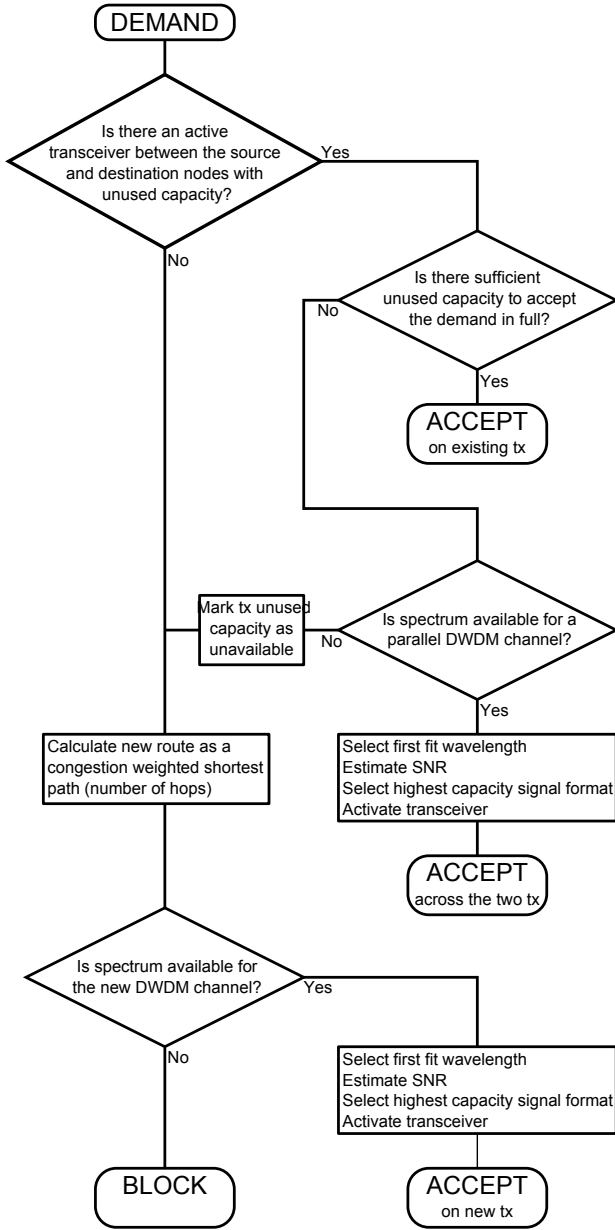 DEMAND
Is there an active
transceiver between the source
and destination nodes with
unused capacity?
Yes
No
Is there sufficient
unused capacity to accept
the demand in full?
No
Yes
ACCEPT
on existing tx
Mark tx unused
capacity as
unavailable
Is spectrum available for a
parallel DWDM channel?
No
Yes
Calculate new route as a
congestion weighted shortest
path (number of hops)
Select first fit wavelength
Estimate SNR
Select highest capacity signal format
Activate transceiver
ACCEPT
across the two tx
Is spectrum available for
the new DWDM channel?
Yes
No
Select first fit wavelength
Estimate SNR
Select highest capacity signal format
Activate transceiver
BLOCK
ACCEPT
on new tx